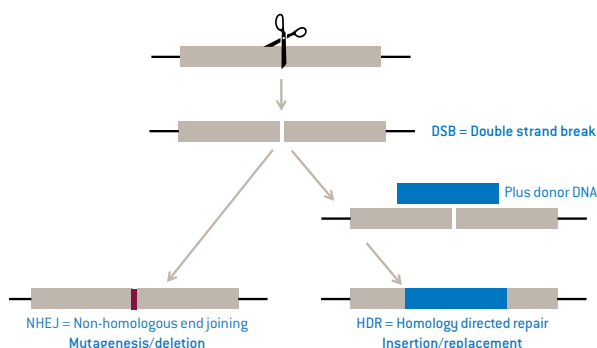 DSB = Double strand break
Plus donor DNA
NHEJ = Non-homologous end joining
Mutagenesis/deletion
HDR = Homology directed repair
Insertion/replacement